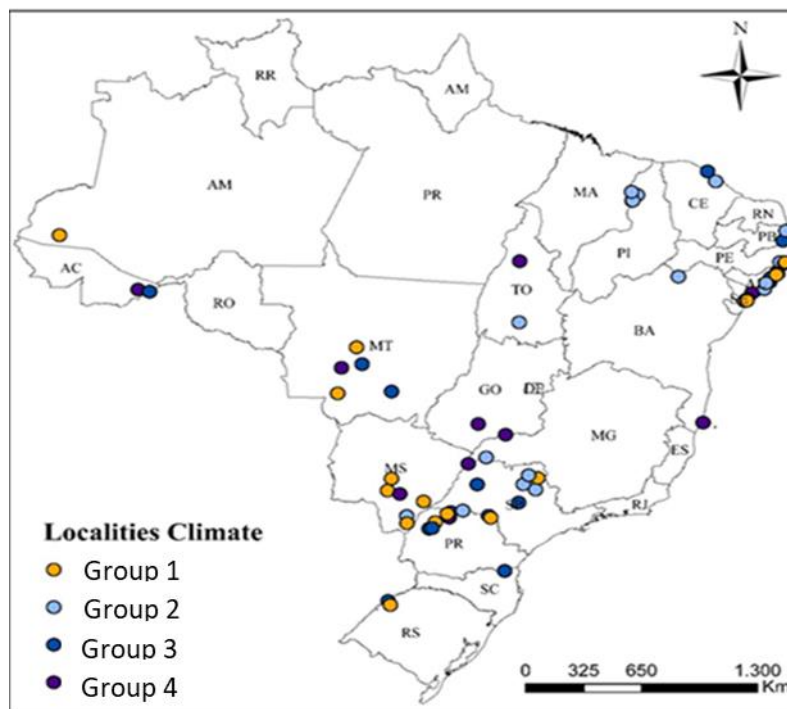 N
RR
AM
AM
PR
MA
CE
RN
PB
PE
PI
AC
RO
TO
BA
MT
GO
DF
MG
ES
MS
RJ
PR
SC
RS
Localities Climate
Group 1
Group 2
Group 3
Group 4
0 325 650 1.300
Km